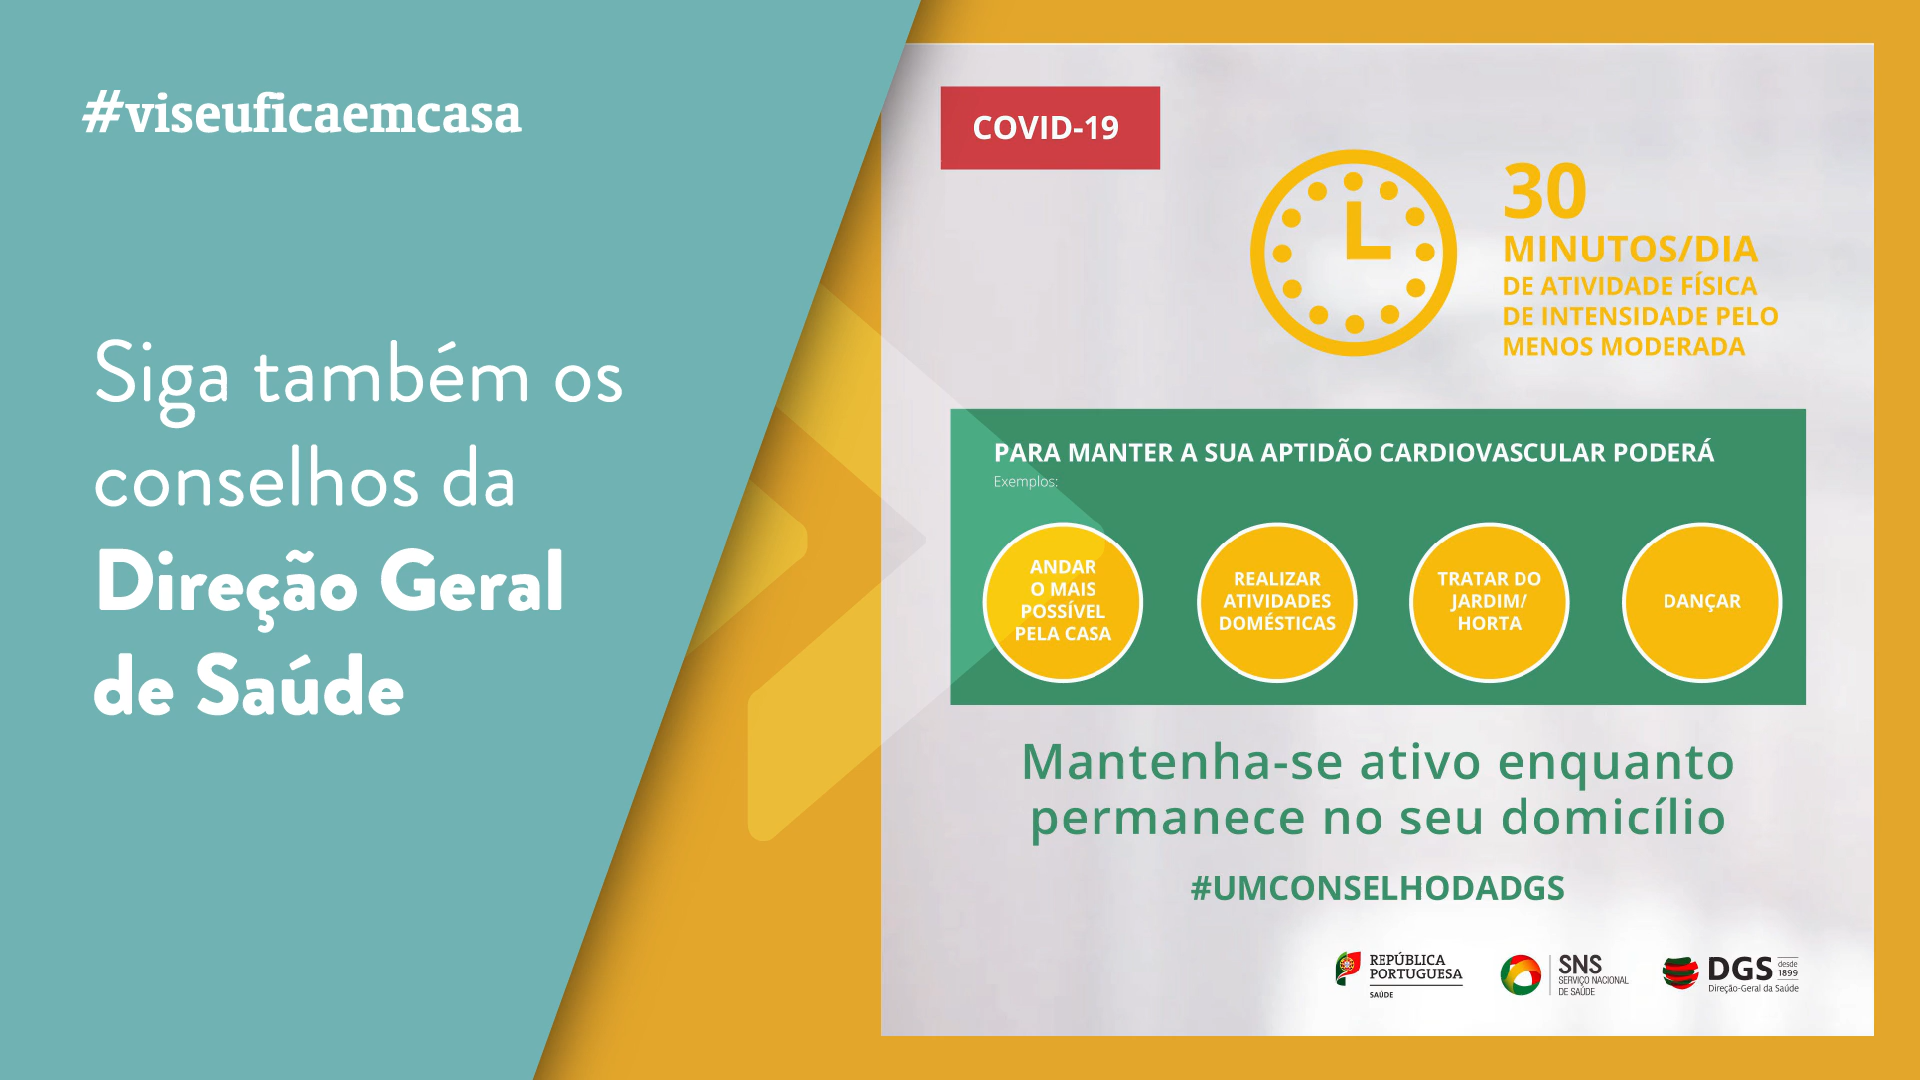 #viseuficaemcasa
Siga também os
conselhos da
Direção Geral
de Saúde
COVID-19
30
MINUTOS/DIA
DE ATIVIDADE FÍSICA
DE INTENSIDADE PELO
MENOS MODERADA
PARA MANTER A SUA APTIDÃO CARDIOVASCULAR PODERÁ
Exemplos:
ANDAR
O MAIS
POSSÍVEL
PELA CASA
REALIZAR
ATIVIDADES
DOMÉSTICAS
TRATAR DO
JARDIM/
HORTA
DANÇAR
Mantenha-se ativo enquanto
permanece no seu domicílio
#UMCONSELHODADGS
REPÚBLICA
PORTUGUESA
SAÚDE
SNS
SERVIÇO NACIONAL
DE SAÚDE
DGS desde
1899
Direção-Geral da Saúde